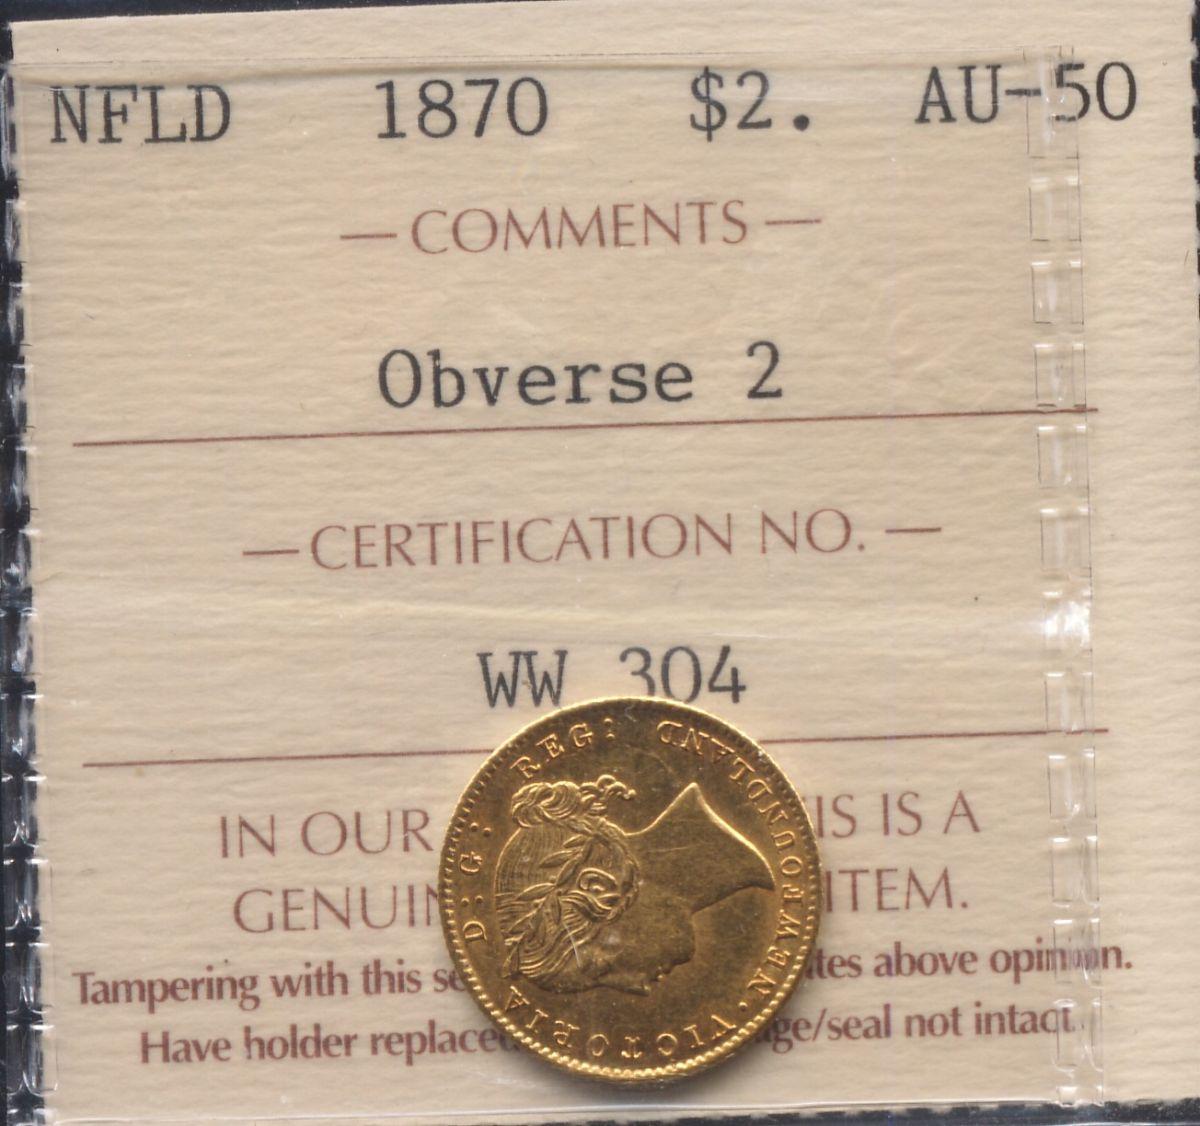 NFLD 1870 $2. AU-50
— COMMENTS —
Obverse 2
— CERTIFICATION NO. —
WW 304
IN OUR IS IS A
GENUIN ITEM.
Tampering with this se tes above opinion.
Have holder replaced ge/seal not intact.
VICTORIA D: G: REG: NEWFOUNDLAND.